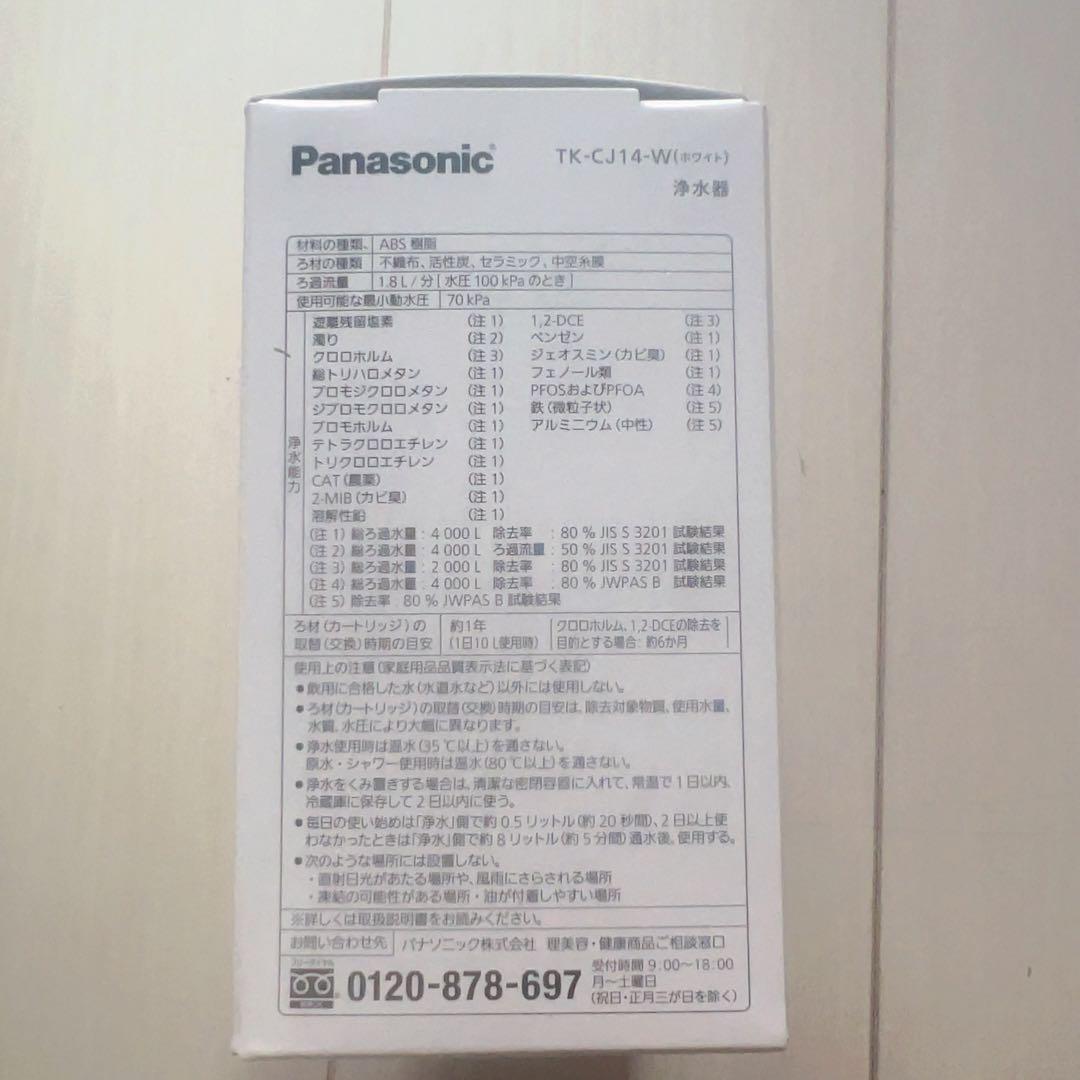 Panasonic
TK-CJ14-W(ホワイト)
浄水器
材料の種類 ABS 樹脂
ろ材の種類 不織布、活性炭、セラミック、中空糸膜
ろ過流量 1.8 L / 分[ 水圧 100 kPa のとき ]
使用可能な最小動水圧 70 kPa
浄水能力
遊離残留塩素 (注 1) 1,2-DCE (注 3)
濁り (注 2) ベンゼン (注 1)
クロロホルム (注 3) ジェオスミン(カビ臭) (注 1)
総トリハロメタン (注 1) フェノール類 (注 1)
ブロモジクロロメタン (注 1) PFOSおよびPFOA (注 4)
ジブロモクロロメタン (注 1) 鉄(微粒子状) (注 5)
ブロモホルム (注 1) アルミニウム(中性) (注 5)
テトラクロロエチレン (注 1)
トリクロロエチレン (注 1)
CAT(農薬) (注 1)
2-MIB(カビ臭) (注 1)
溶解性鉛 (注 1)
(注 1) 総ろ過水量 : 4 000 L 除去率 : 80 % JIS S 3201 試験結果
(注 2) 総ろ過水量 : 4 000 L ろ過流量 : 50 % JIS S 3201 試験結果
(注 3) 総ろ過水量 : 2 000 L 除去率 : 80 % JIS S 3201 試験結果
(注 4) 総ろ過水量 : 4 000 L 除去率 : 80 % JWPAS B 試験結果
(注 5) 除去率 : 80 % JWPAS B 試験結果
ろ材(カートリッジ)の 約1年 クロロホルム、1,2-DCEの除去を
取替(交換)時期の目安 (1日10 L使用時) 目的とする場合: 約6か月
使用上の注意(家庭用品品質表示法に基づく表記)
●飲用に合格した水(水道水など)以外には使用しない。
●ろ材(カートリッジ)の取替(交換)時期の目安は、除去対象物質、使用水量、
水質、水圧により大幅に異なります。
●浄水使用時は温水(35 ℃以上)を通さない。
原水・シャワー使用時は温水(80 ℃以上)を通さない。
●浄水をくみ置きする場合は、清潔な密閉容器に入れて、常温で 1 日以内、
冷蔵庫に保存して 2 日以内に使う。
●毎日の使い始めは「浄水」側で約 0.5 リットル(約 20 秒間)、2 日以上使
わなかったときは「浄水」側で約 8 リットル(約 5 分間)通水後、使用する。
●次のような場所には設置しない。
・直射日光があたる場所や、風雨にさらされる場所
・凍結の可能性がある場所・油が付着しやすい場所
※詳しくは取扱説明書をお読みください。
お問い合わせ先 パナソニック株式会社 理美容・健康商品ご相談窓口
フリーダイヤル
0120-878-697
受付時間 9:00〜18:00
月〜土曜日
(祝日・正月三が日を除く)